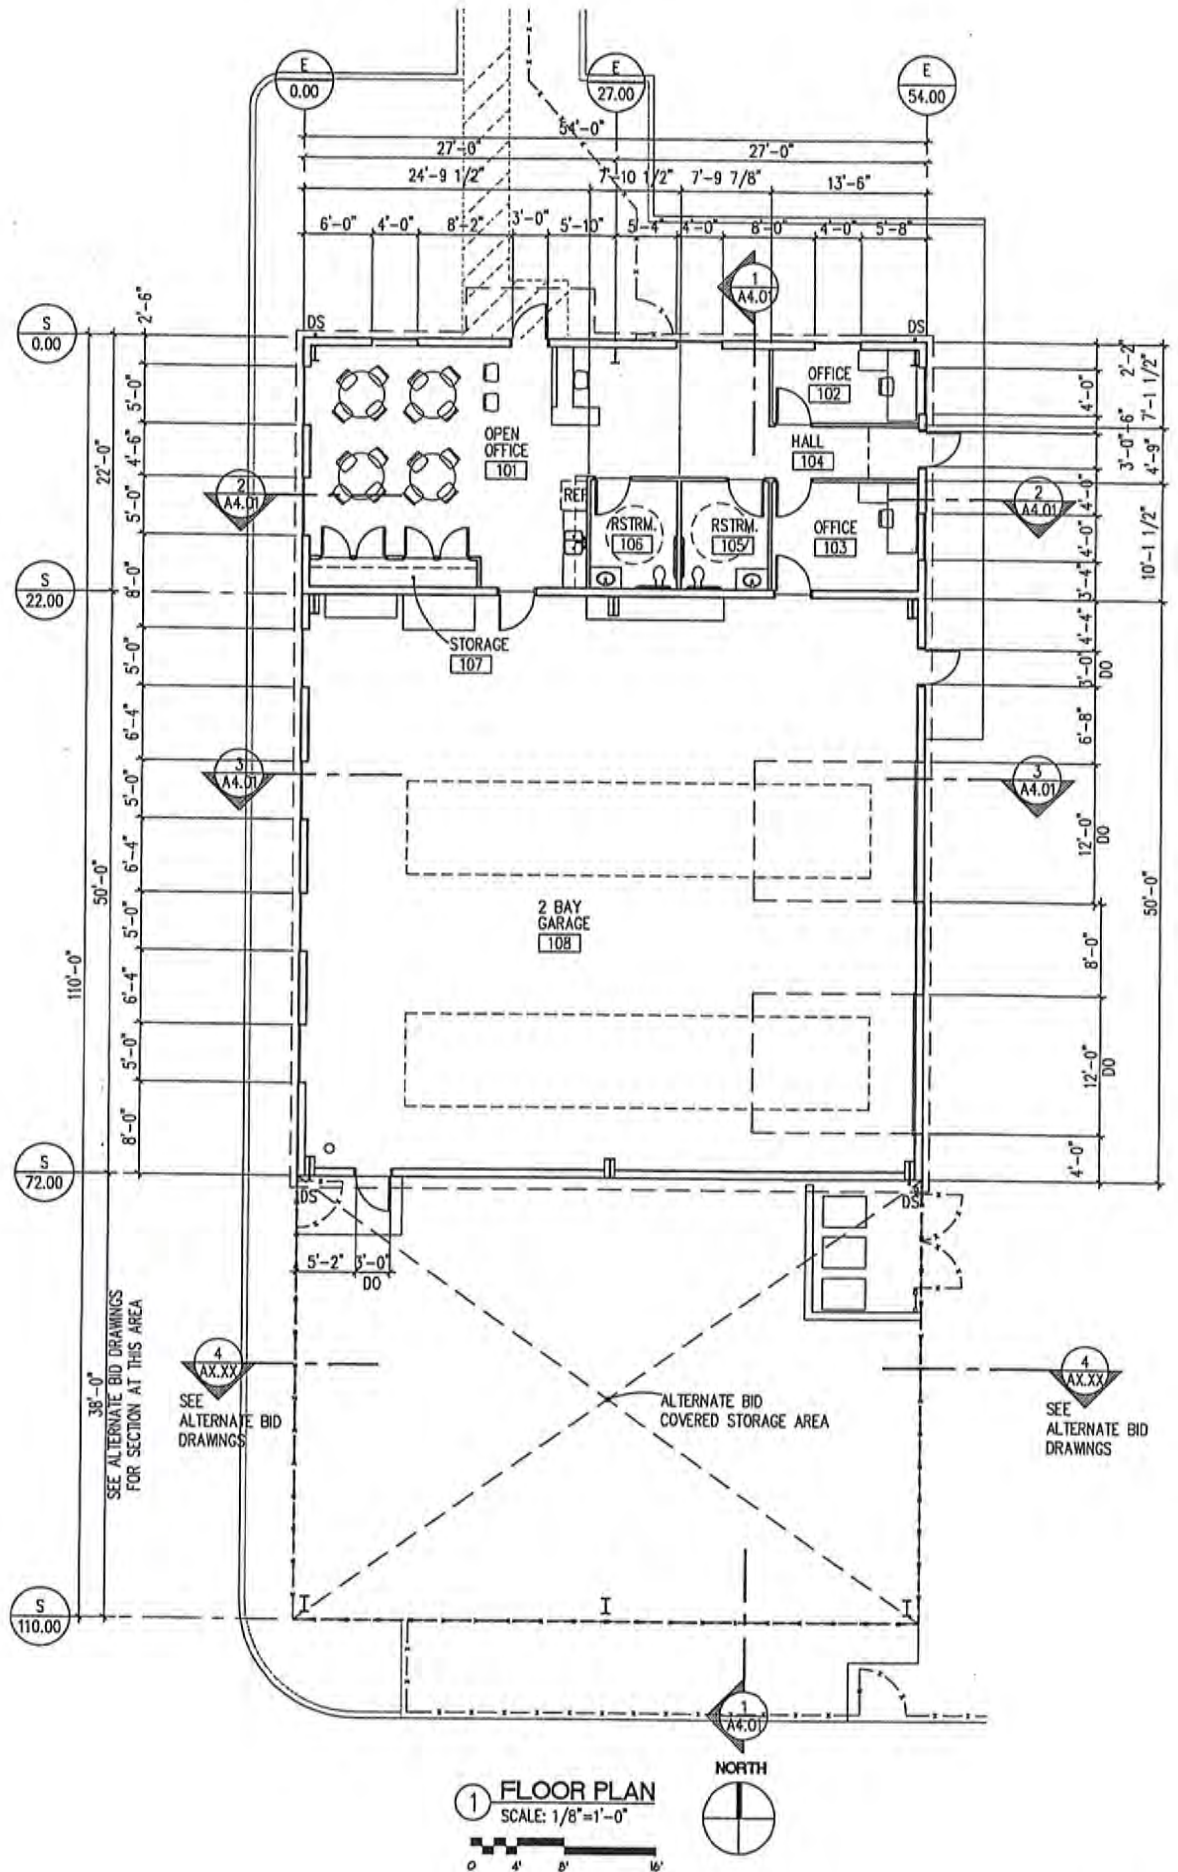 E
0.00
E
27.00
E
54.00
54'-0"
27'-0"
27'-0"
24'-9 1/2"
7'-10 1/2"
7'-9 7/8"
13'-6"
6'-0"
4'-0"
8'-2"
3'-0"
5'-10"
5'-4"
4'-0"
8'-0"
4'-0"
5'-8"
1
A4.01
S
0.00
2'-6"
DS
DS
5'-0"
4'-6"
22'-0"
5'-0"
8'-0"
OPEN
OFFICE
101
OFFICE
102
HALL
104
2'-2"
4'-0"
7'-1 1/2"
3'-0"
6"
4'-9"
2
A4.01
2
A4.01
REF
RSTRM.
106
RSTRM.
105
OFFICE
103
4'-0"
4'-0"
3'-4"
10'-1 1/2"
S
22.00
STORAGE
107
5'-0"
6'-4"
5'-0"
6'-4"
5'-0"
6'-4"
5'-0"
8'-0"
50'-0"
110'-0"
4'-4"
3'-0"
DO
6'-8"
3
A4.01
3
A4.01
12'-0"
DO
8'-0"
12'-0"
DO
4'-0"
50'-0"
2 BAY
GARAGE
108
S
72.00
DS
DS
5'-2"
3'-0"
DO
38'-0"
SEE ALTERNATE BID DRAWINGS
FOR SECTION AT THIS AREA
4
AX.XX
SEE
ALTERNATE BID
DRAWINGS
ALTERNATE BID
COVERED STORAGE AREA
4
AX.XX
SEE
ALTERNATE BID
DRAWINGS
S
110.00
1
A4.01
NORTH
1
FLOOR PLAN
SCALE: 1/8"=1'-0"
0
4'
8'
16'